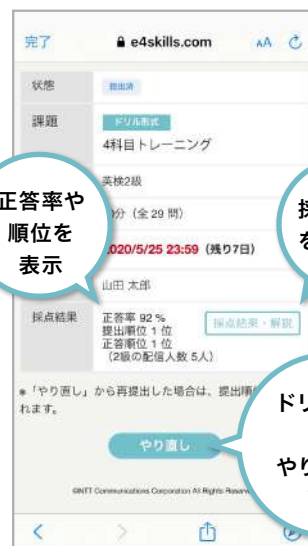 完了 e4skills.com AA
状態 提出済
課題 ドリル形式
4科目トレーニング
英検2級
分（全 29 問）
2020/5/25 23:59（残り7日）
山田 太郎
正答率や
順位を
表示
採点結果 正答率 92 %
提出順位 1 位
正答順位 1 位
（2級の配信人数 5人）
採点結果・解説
を
＊「やり直し」から再提出した場合は、提出順
れます。
ドリ
やり
やり直し
©NTT Communications Corporation All Rights